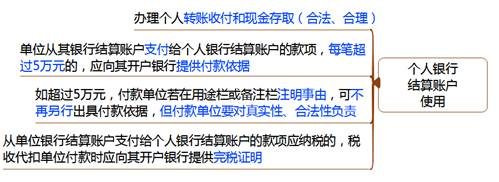 办理个人转账收付和现金存取（合法、合理）
单位从其银行结算账户支付给个人银行结算账户的款项，每笔超
过5万元的，应向其开户银行提供付款依据
如超过5万元，付款单位若在用途栏或备注栏注明事由，可不
再另行出具付款依据，但付款单位要对真实性、合法性负责
从单位银行结算账户支付给个人银行结算账户的款项应纳税的，税
收代扣单位付款时应向其开户银行提供完税证明
个人银行
结算账户
使用